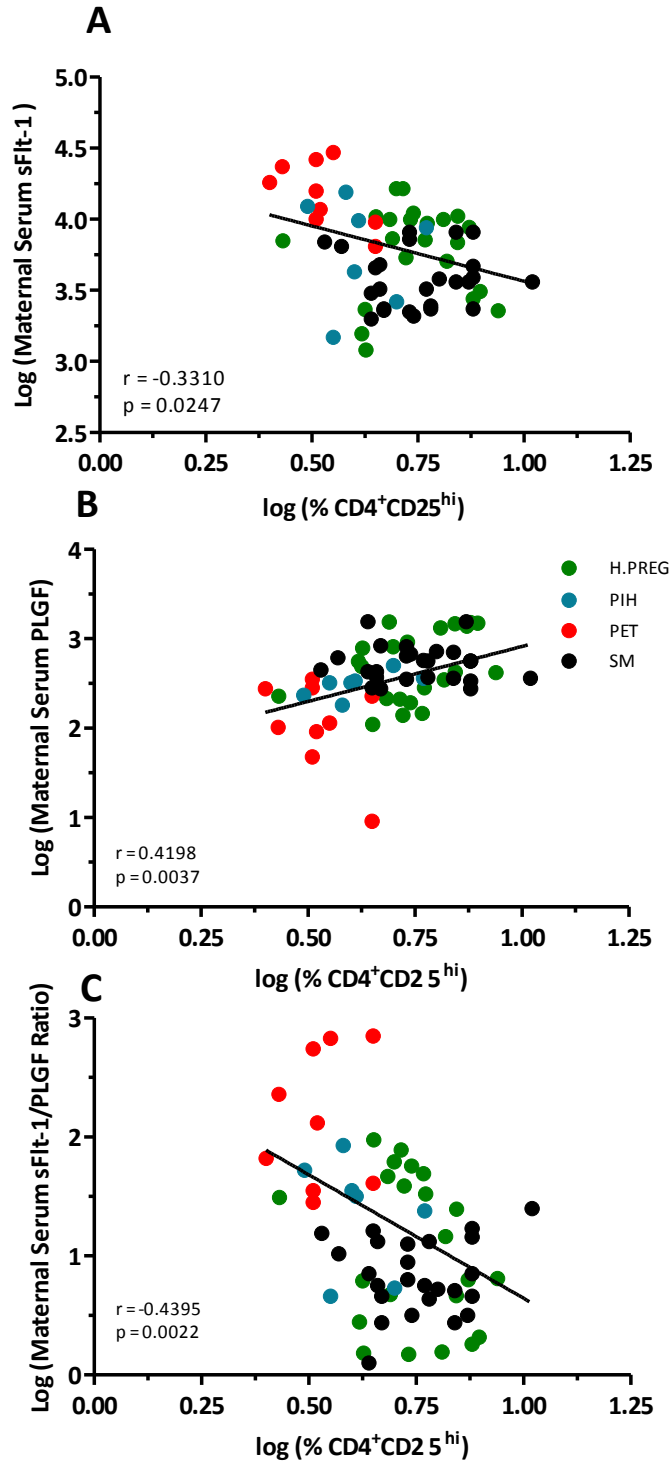 A
Log (Maternal Serum sFlt-1 )
5.0
4.5
4.0
3.5
3.0
2.5
r = -0.3310
p = 0.0247
0.00 0.25 0.50 0.75 1.00 1.25
log (% CD4⁺CD25ʰⁱ)
B
Log (Maternal Serum PLGF)
4
3
2
1
0
H.PREG
PIH
PET
SM
r = 0.4198
p = 0.0037
0.00 0.25 0.50 0.75 1.00 1.25
log (% CD4⁺CD2 5ʰⁱ)
C
Log (Maternal Serum sFlt-1/PLGF Ratio)
3
2
1
0
r = -0.4395
p = 0.0022
0.00 0.25 0.50 0.75 1.00 1.25
log (% CD4⁺CD2 5ʰⁱ)